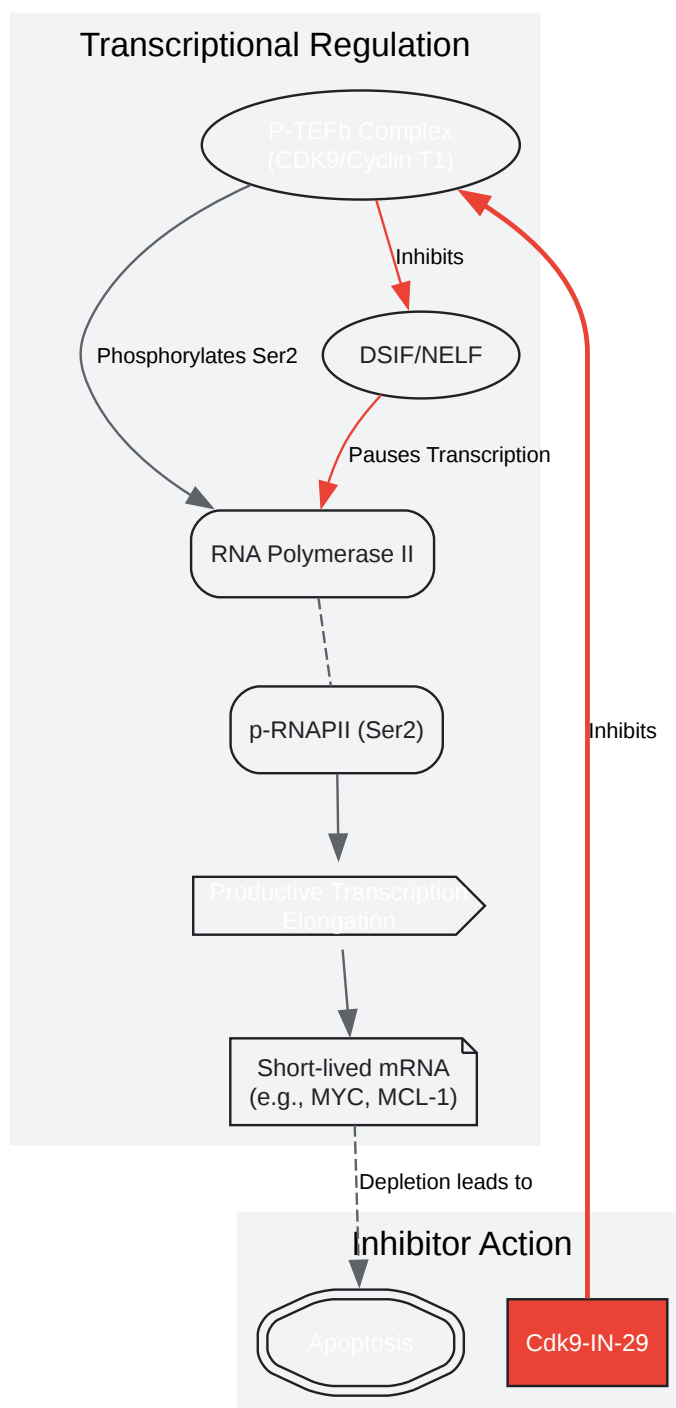 Transcriptional Regulation
P-TEFb Complex
(CDK9/Cyclin T1)
Inhibits
Phosphorylates Ser2
DSIF/NELF
Pauses Transcription
RNA Polymerase II
p-RNAPII (Ser2)
Inhibits
Productive Transcription
Elongation
Short-lived mRNA
(e.g., MYC, MCL-1)
Depletion leads to
Inhibitor Action
Apoptosis
Cdk9-IN-29